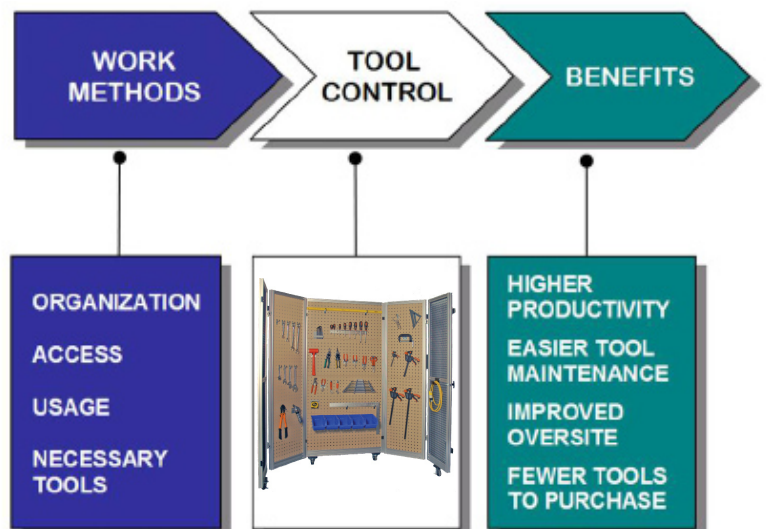 WORK
METHODS
TOOL
CONTROL
BENEFITS
ORGANIZATION
ACCESS
USAGE
NECESSARY
TOOLS
HIGHER
PRODUCTIVITY
EASIER TOOL
MAINTENANCE
IMPROVED
OVERSITE
FEWER TOOLS
TO PURCHASE